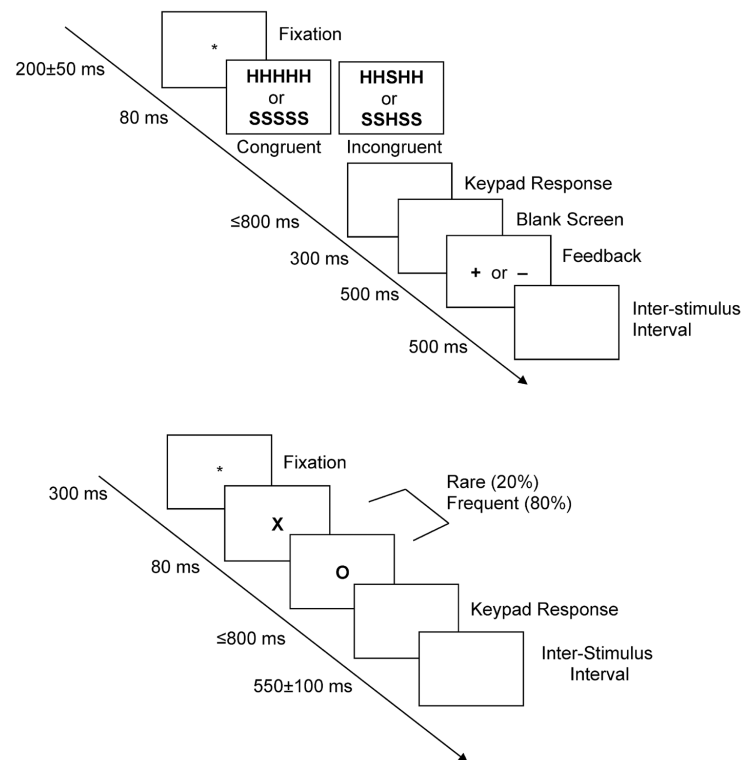 *
Fixation
200±50 ms
HHHHH
or
SSSSS
HHSHH
or
SSHSS
80 ms
Congruent
Incongruent
Keypad Response
≤800 ms
Blank Screen
300 ms
Feedback
+ or –
500 ms
Inter-stimulus
Interval
500 ms
*
Fixation
300 ms
Rare (20%)
Frequent (80%)
X
80 ms
O
Keypad Response
≤800 ms
Inter-Stimulus
Interval
550±100 ms